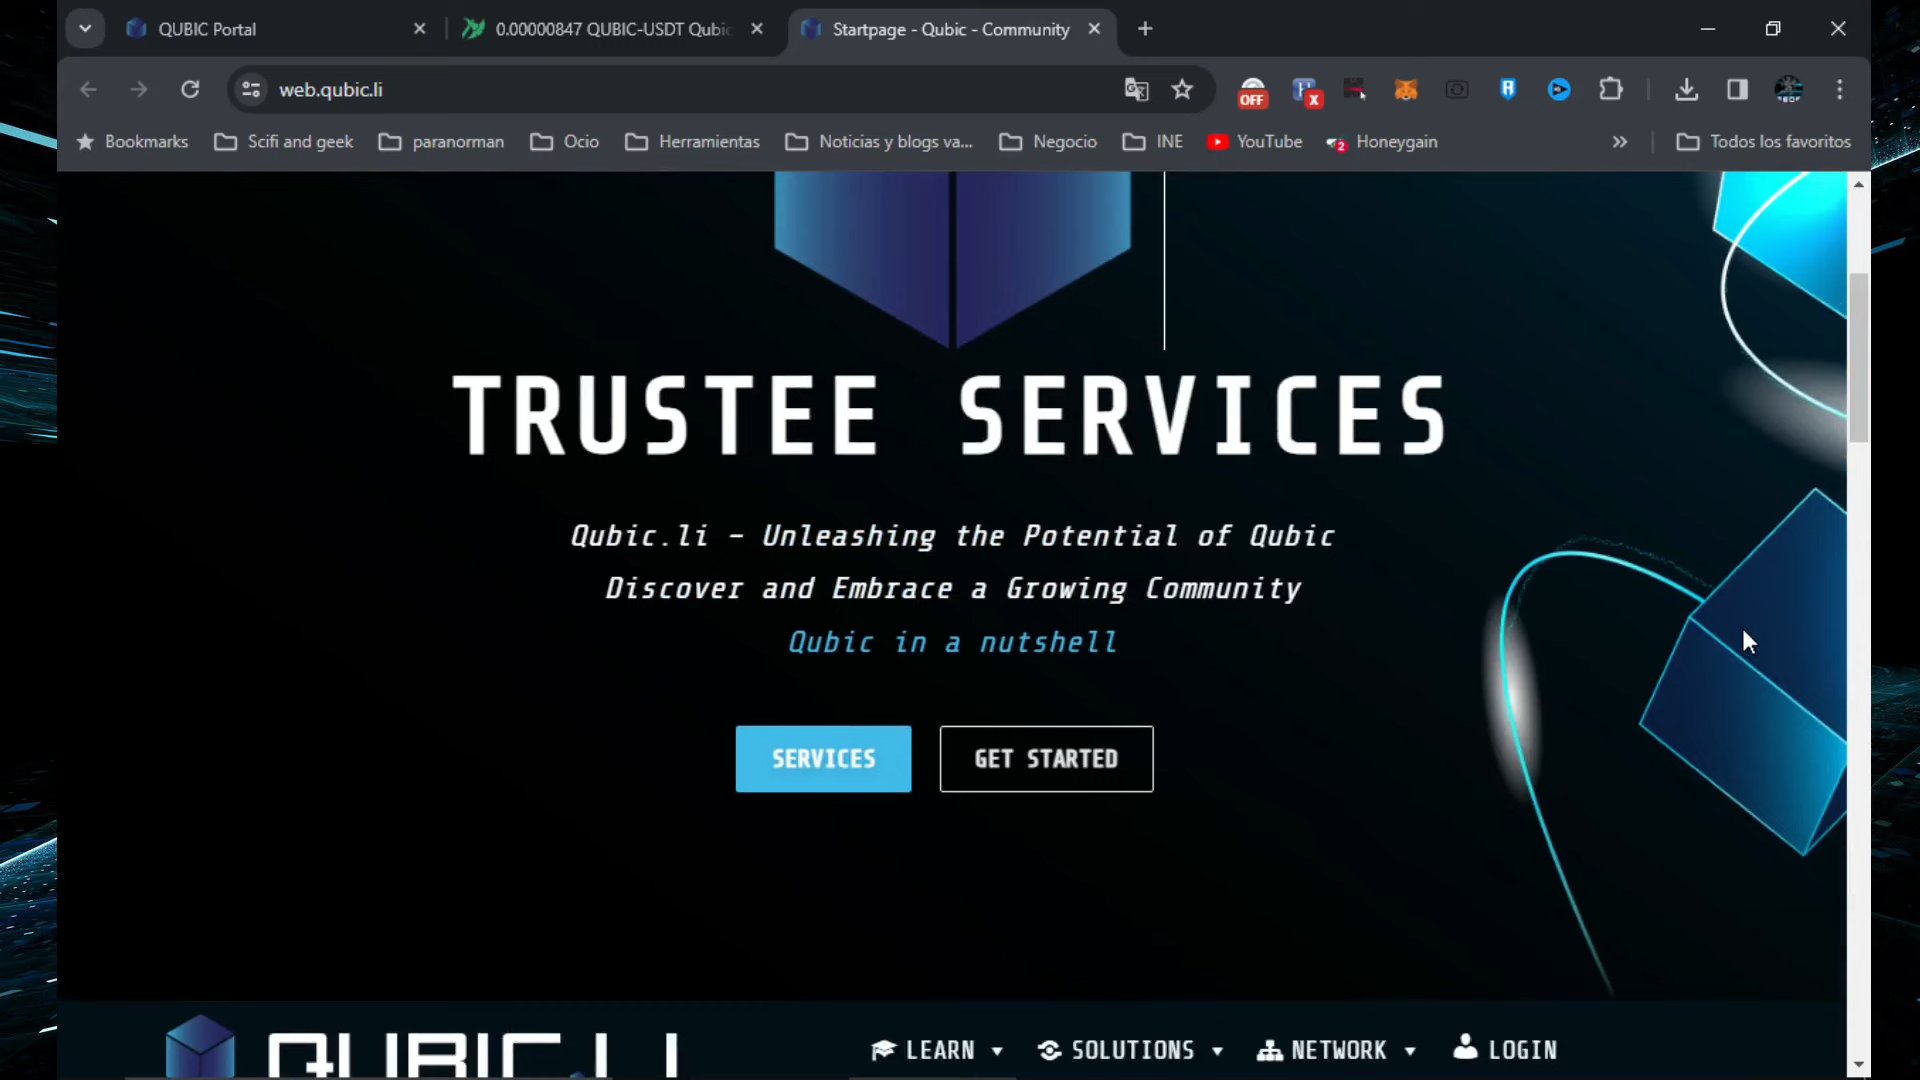 QUBIC Portal
0.00000847 QUBIC-USDT Qubic
Startpage - Qubic - Community
web.qubic.li
OFF
X
Bookmarks
Scifi and geek
paranorman
Ocio
Herramientas
Noticias y blogs va...
Negocio
INE
YouTube
2
Honeygain
Todos los favoritos
TRUSTEE SERVICES
Qubic.li – Unleashing the Potential of Qubic
Discover and Embrace a Growing Community
Qubic in a nutshell
SERVICES
GET STARTED
QUBIC.LI
LEARN
SOLUTIONS
NETWORK
LOGIN